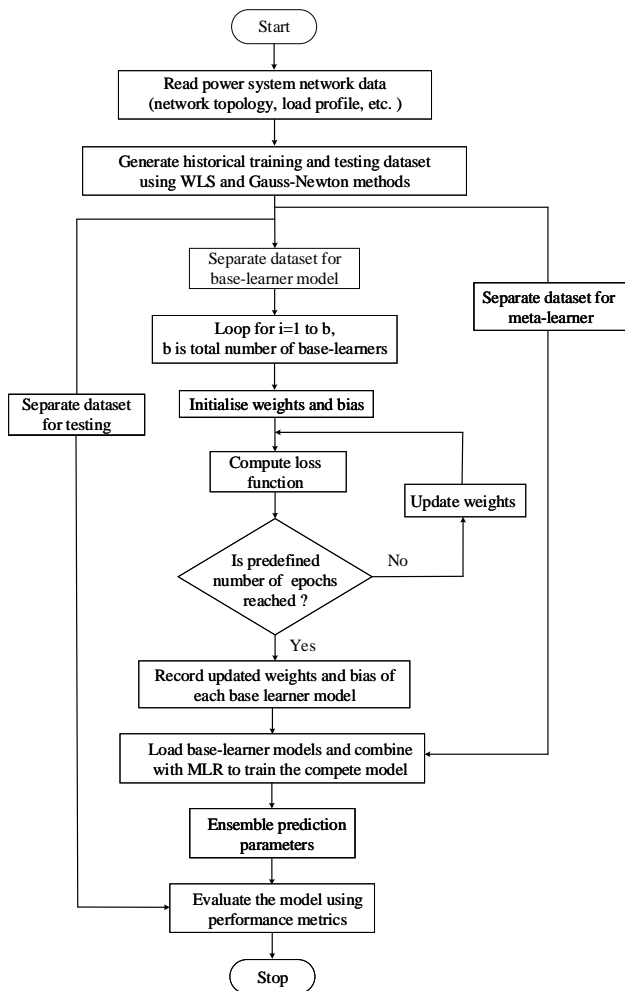 Start
Read power system network data
(network topology, load profile, etc. )
Generate historical training and testing dataset
using WLS and Gauss-Newton methods
Separate dataset for
base-learner model
Separate dataset for
meta-learner
Loop for i=1 to b,
b is total number of base-learners
Separate dataset
for testing
Initialise weights and bias
Compute loss
function
Update weights
Is predefined
number of epochs
reached ?
No
Yes
Record updated weights and bias of
each base learner model
Load base-learner models and combine
with MLR to train the compete model
Ensemble prediction
parameters
Evaluate the model using
performance metrics
Stop